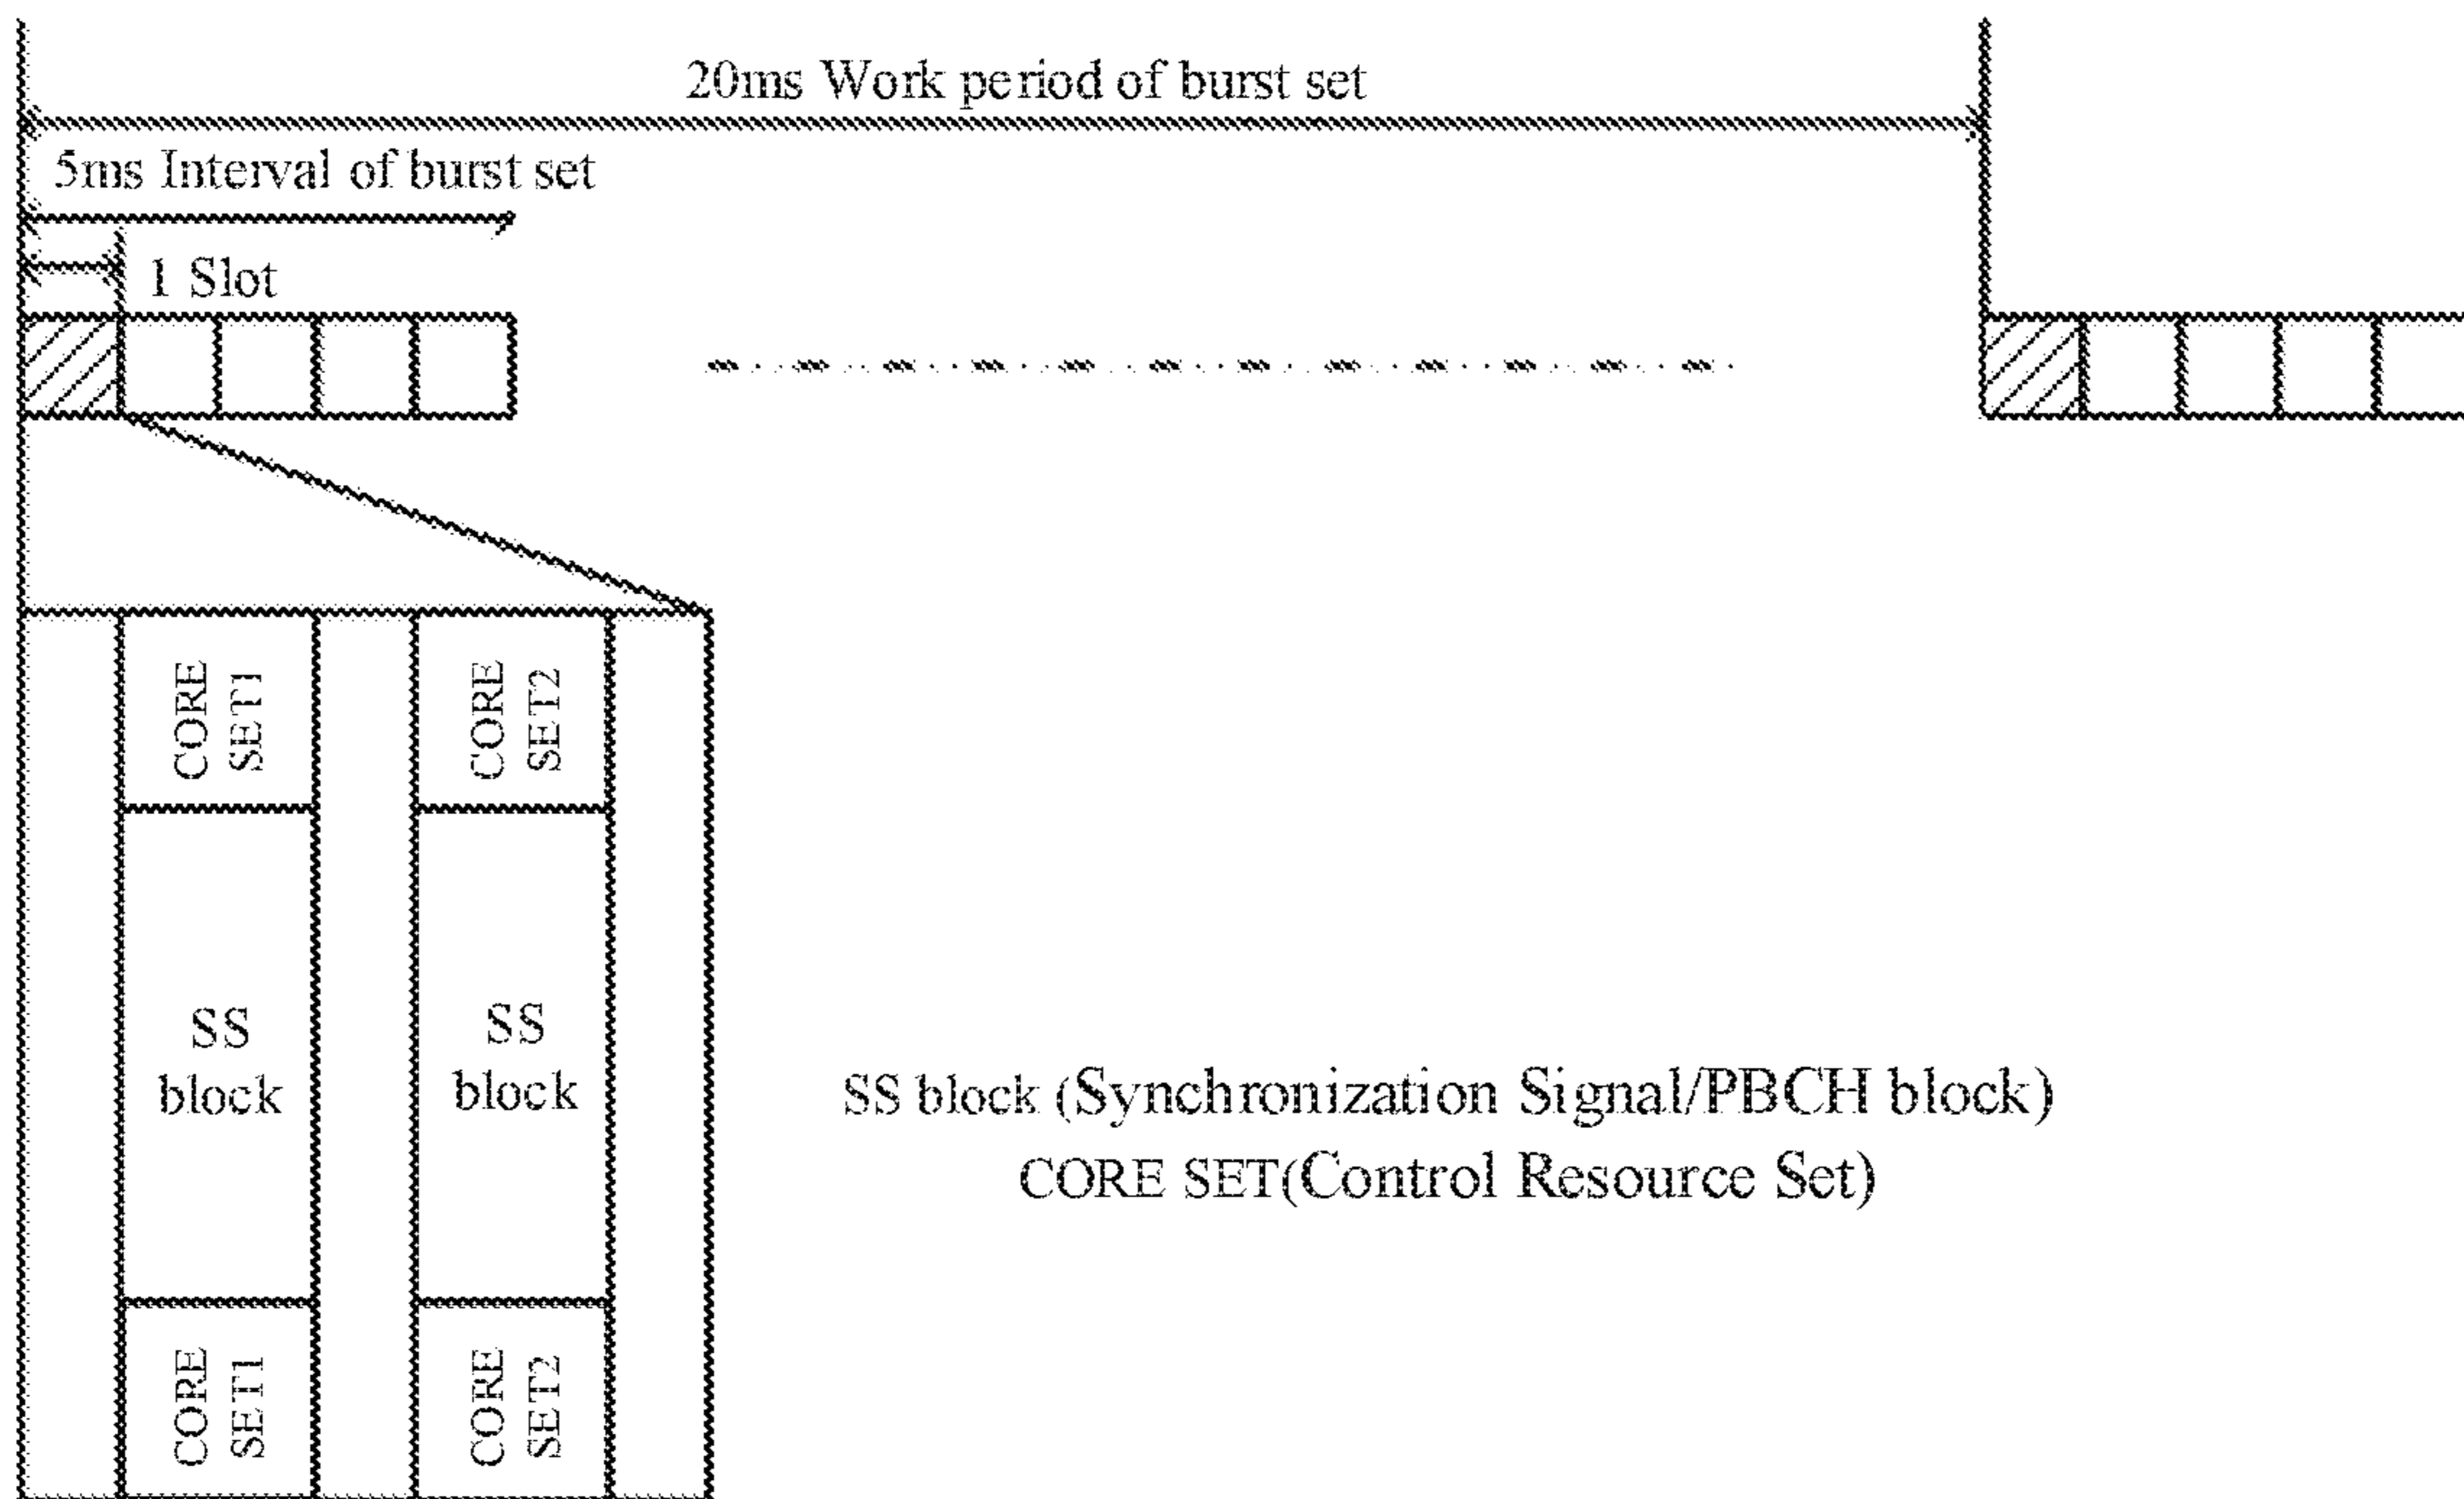 20ms Work period of burst set
5ms Interval of burst set
1 Slot
CORE
SET1
CORE
SET2
SS
block
SS
block
SS block (Synchronization Signal/PBCH block)
CORE SET(Control Resource Set)
CORE
SET1
CORE
SET2